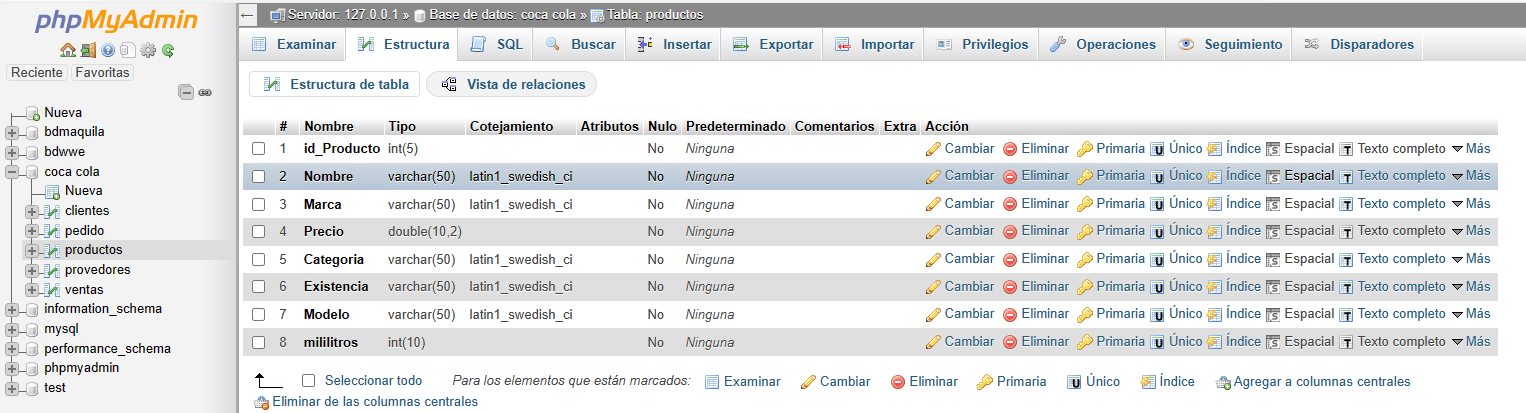 phpMyAdmin
Reciente Favoritas
Nueva
bdmaquila
bdwwe
coca cola
Nueva
clientes
pedido
productos
provedores
ventas
information_schema
mysql
performance_schema
phpmyadmin
test
Servidor: 127.0.0.1 » Base de datos: coca cola » Tabla: productos
Examinar Estructura SQL Buscar Insertar Exportar Importar Privilegios Operaciones Seguimiento Disparadores
Estructura de tabla Vista de relaciones
# Nombre Tipo Cotejamiento Atributos Nulo Predeterminado Comentarios Extra Acción
1 id_Producto int(5) No Ninguna Cambiar Eliminar Primaria Único Índice Espacial Texto completo Más
2 Nombre varchar(50) latin1_swedish_ci No Ninguna Cambiar Eliminar Primaria Único Índice Espacial Texto completo Más
3 Marca varchar(50) latin1_swedish_ci No Ninguna Cambiar Eliminar Primaria Único Índice Espacial Texto completo Más
4 Precio double(10,2) No Ninguna Cambiar Eliminar Primaria Único Índice Espacial Texto completo Más
5 Categoria varchar(50) latin1_swedish_ci No Ninguna Cambiar Eliminar Primaria Único Índice Espacial Texto completo Más
6 Existencia varchar(50) latin1_swedish_ci No Ninguna Cambiar Eliminar Primaria Único Índice Espacial Texto completo Más
7 Modelo varchar(50) latin1_swedish_ci No Ninguna Cambiar Eliminar Primaria Único Índice Espacial Texto completo Más
8 mililitros int(10) No Ninguna Cambiar Eliminar Primaria Único Índice Espacial Texto completo Más
Seleccionar todo Para los elementos que están marcados: Examinar Cambiar Eliminar Primaria Único Índice Agregar a columnas centrales
Eliminar de las columnas centrales